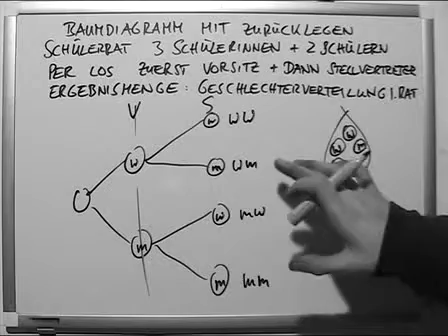 BAUMDIAGRAMM MIT ZURÜCKLEGEN
SCHÜLERRAT 3 SCHÜLERINNEN + 2 SCHÜLERN
PER LOS ZUERST VORSITZ + DANN STELLVERTRETER
ERGEBNISMENGE: GESCHLECHTERVERTEILUNG I. RAT
V S
w ww
w m wm
m w mw
m mm
w
w m